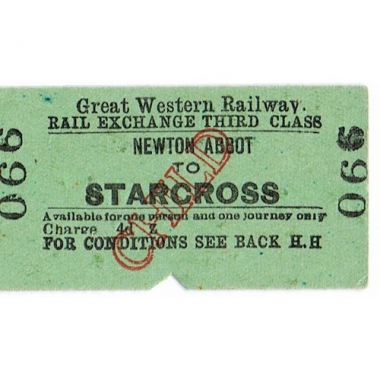 Great Western Railway.
RAIL EXCHANGE THIRD CLASS
NEWTON ABBOT
TO
STARCROSS
Available for one person and one journey only
Charge 4d Z
FOR CONDITIONS SEE BACK H.H
CHILD
066
066